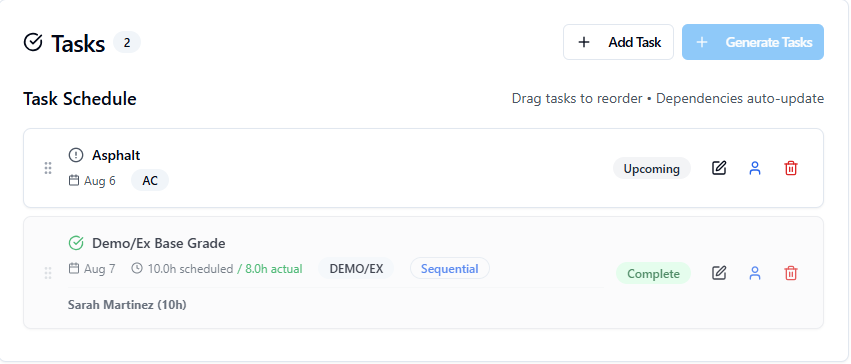 Tasks 2
+ Add Task
+ Generate Tasks
Task Schedule
Drag tasks to reorder • Dependencies auto-update
Asphalt
Aug 6 AC
Upcoming
Demo/Ex Base Grade
Aug 7 10.0h scheduled / 8.0h actual DEMO/EX Sequential
Complete
Sarah Martinez (10h)